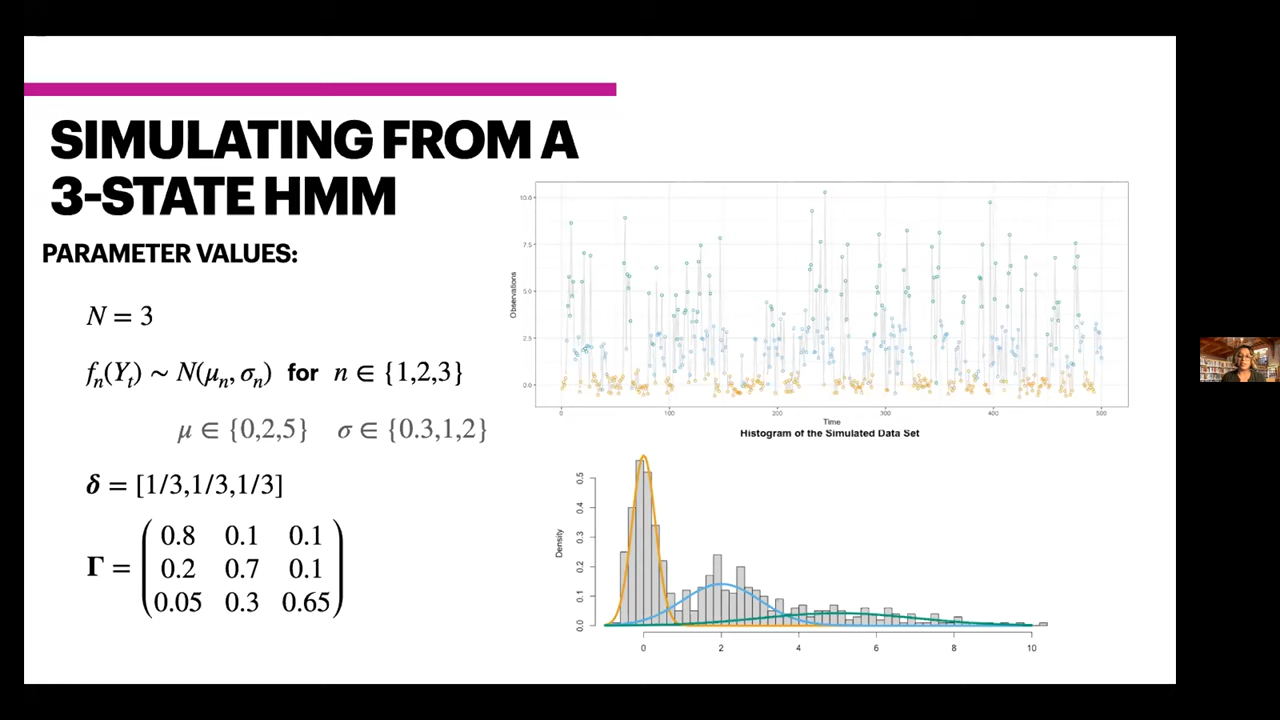 SIMULATING FROM A
3-STATE HMM
PARAMETER VALUES:
N = 3
fₙ(Yₜ) ∼ N(μₙ, σₙ) for n ∈ {1,2,3}
μ ∈ {0,2,5} σ ∈ {0.3,1,2}
δ = [1/3,1/3,1/3]
Γ =
0.8 0.1 0.1
0.2 0.7 0.1
0.05 0.3 0.65
Observations
10.0
7.5
5.0
2.5
0.0
0 100 200 300 400 500
Time
Histogram of the Simulated Data Set
Density
0.5
0.4
0.3
0.2
0.1
0.0
0 2 4 6 8 10